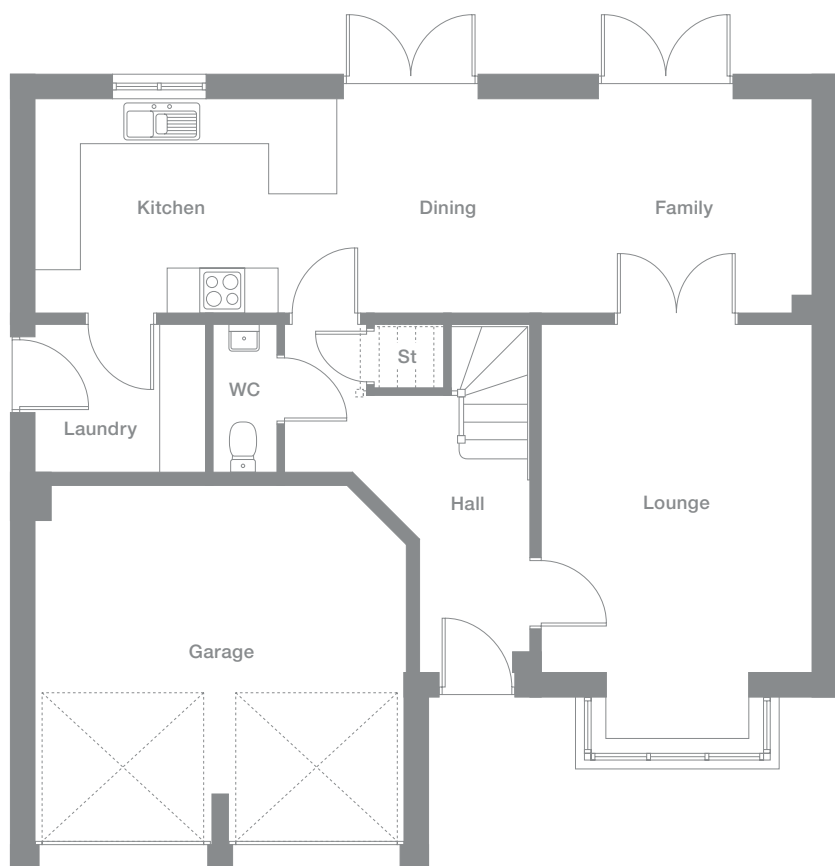 Kitchen
Dining
Family
St
WC
Laundry
Hall
Lounge
Garage